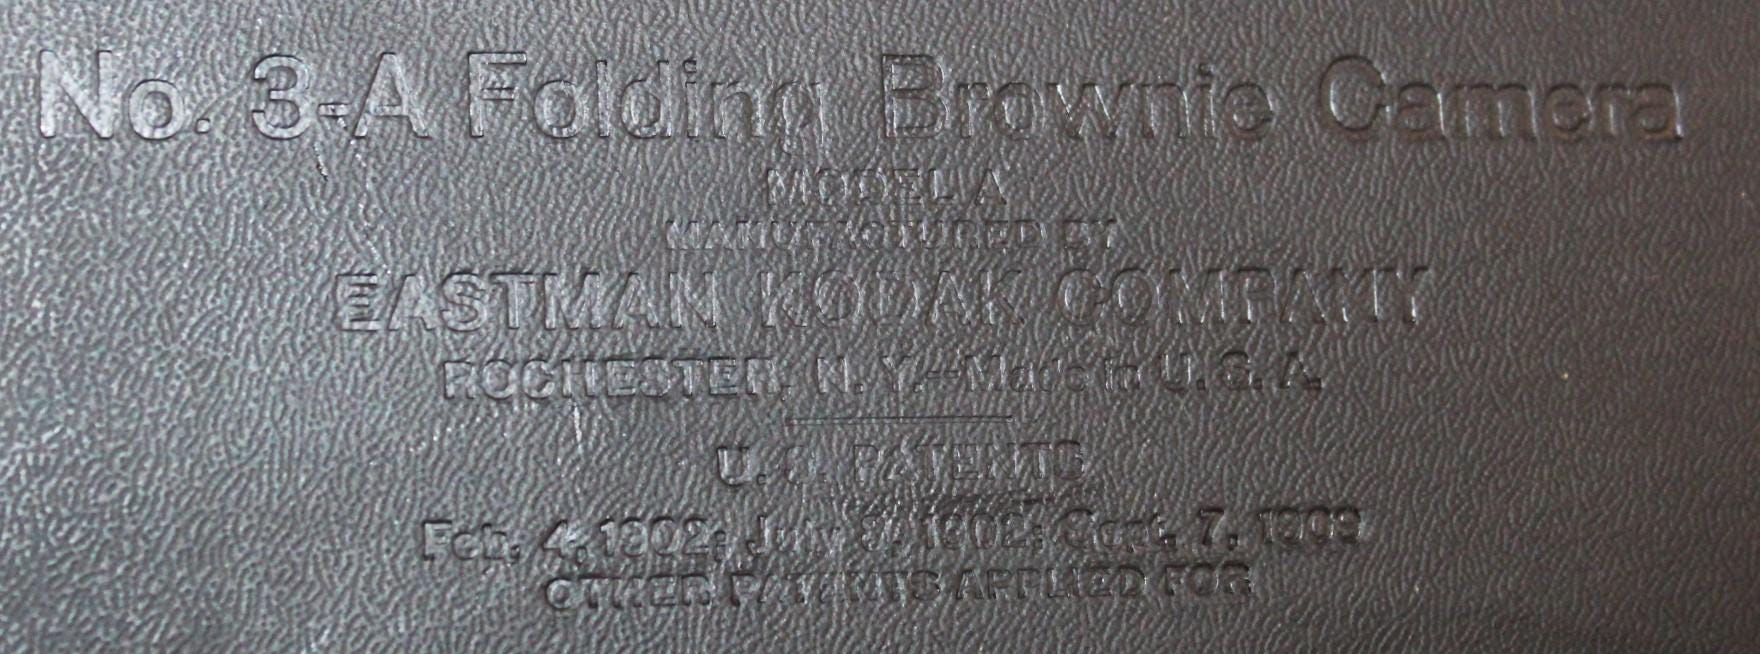 No. 3-A Folding Brownie Camera
MODEL A
MANUFACTURED BY
EASTMAN KODAK COMPANY
ROCHESTER, N. Y.—Made in U. S. A.
U. S. PATENTS
Feb. 4, 1902; July 8, 1902; Sept. 7, 1909
OTHER PATENTS APPLIED FOR